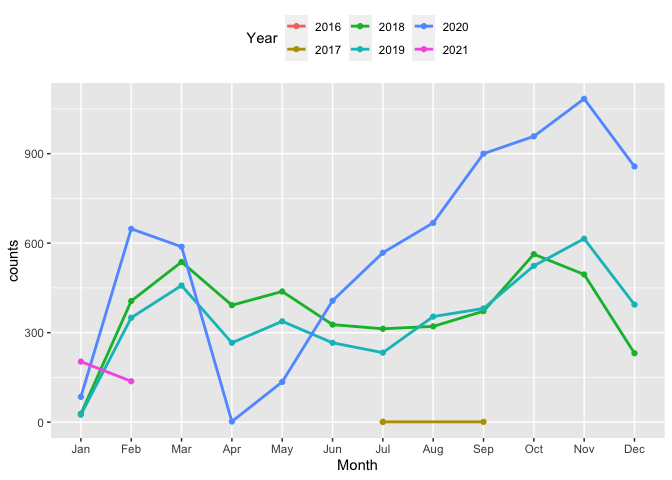 Year 2016 2018 2020
2017 2019 2021
counts
900
600
300
0
Jan Feb Mar Apr May Jun Jul Aug Sep Oct Nov Dec
Month